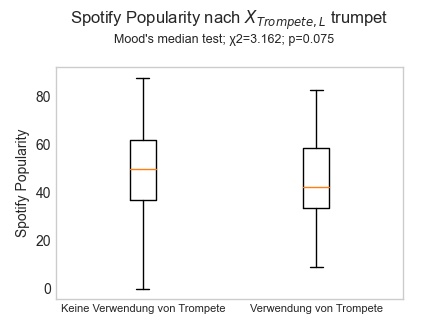 Spotify Popularity nach X_{Trompete, L} trumpet
Mood's median test; χ2=3.162; p=0.075
Spotify Popularity
80
60
40
20
0
Keine Verwendung von Trompete Verwendung von Trompete